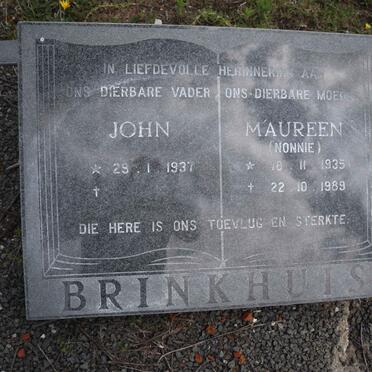 IN LIEFDEVOLLE HERINNERING AAN
ONS DIERBARE VADER, ONS DIERBARE MOEDER
JOHN
* 29 · 1 · 1937
†
MAUREEN
(NONNIE)
* 18 · 11 · 1935
† 22 · 10 · 1989
DIE HERE IS ONS TOEVLUG EN STERKTE.
BRINKHUIS